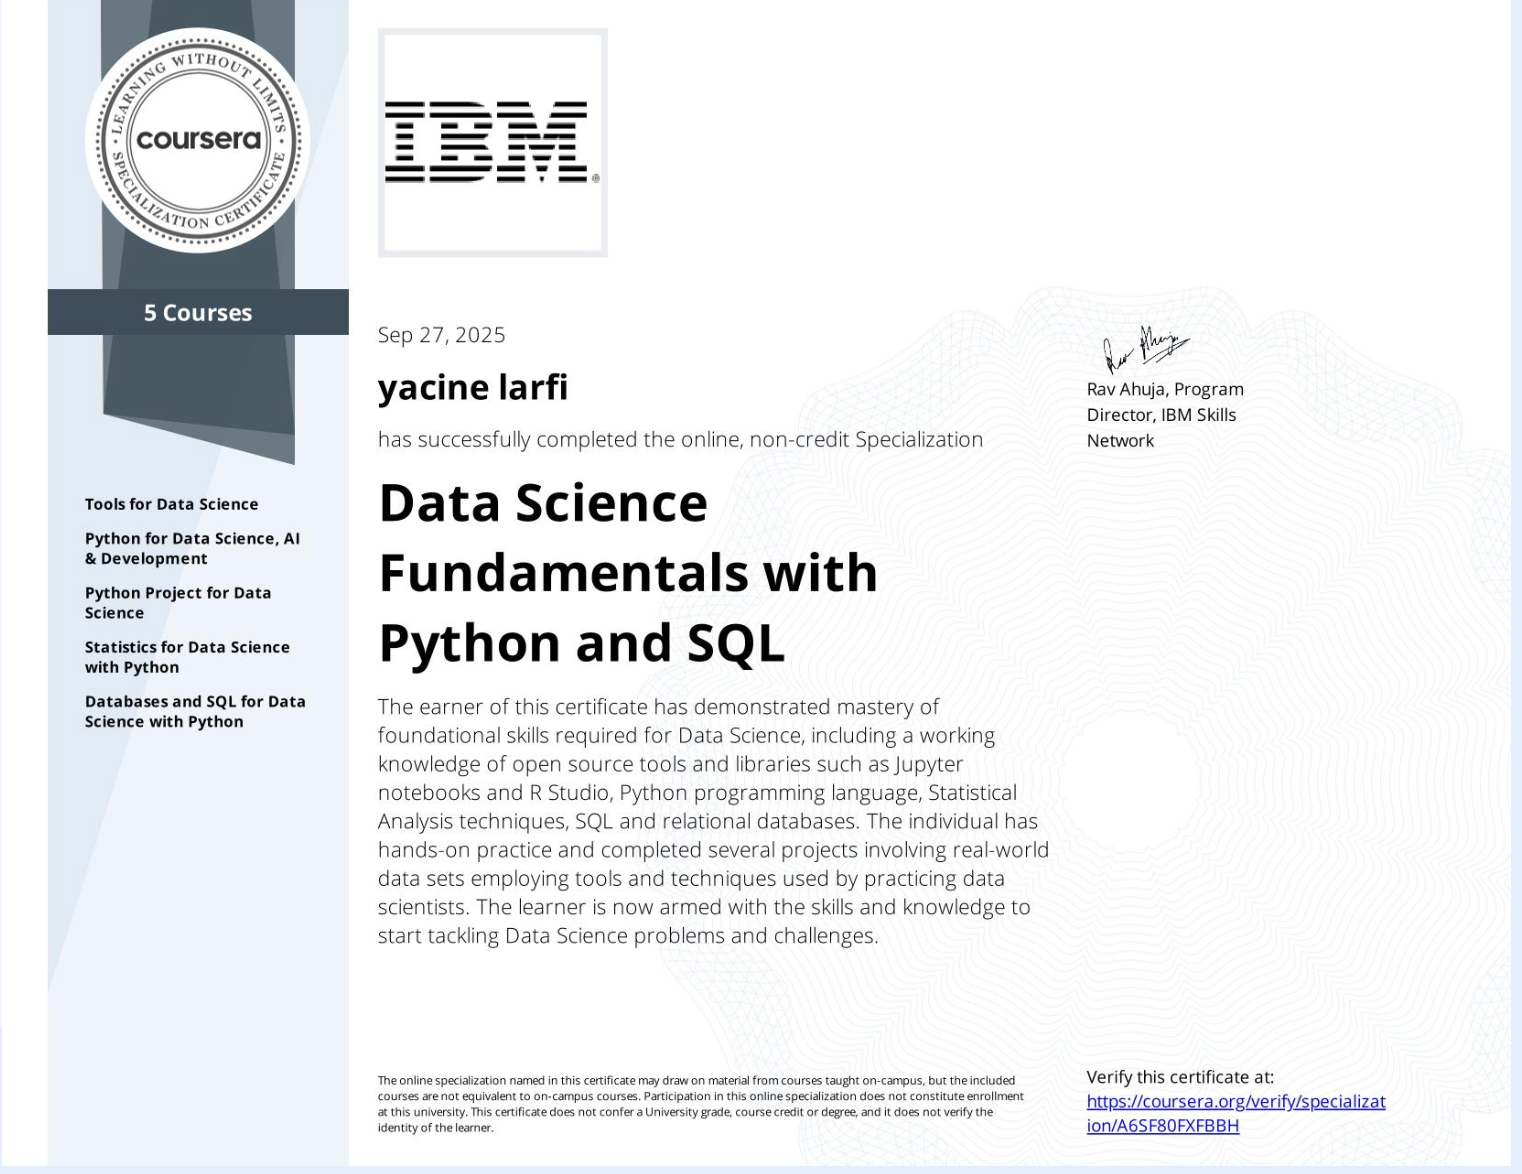 LEARNING WITHOUT LIMITS
coursera
SPECIALIZATION CERTIFICATE
IBM®
5 Courses
Tools for Data Science
Python for Data Science, AI
& Development
Python Project for Data
Science
Statistics for Data Science
with Python
Databases and SQL for Data
Science with Python
Sep 27, 2025
yacine larfi
has successfully completed the online, non-credit Specialization
Data Science
Fundamentals with
Python and SQL
The earner of this certificate has demonstrated mastery of
foundational skills required for Data Science, including a working
knowledge of open source tools and libraries such as Jupyter
notebooks and R Studio, Python programming language, Statistical
Analysis techniques, SQL and relational databases. The individual has
hands-on practice and completed several projects involving real-world
data sets employing tools and techniques used by practicing data
scientists. The learner is now armed with the skills and knowledge to
start tackling Data Science problems and challenges.
Rav Ahuja
Rav Ahuja, Program
Director, IBM Skills
Network
The online specialization named in this certificate may draw on material from courses taught on-campus, but the included
courses are not equivalent to on-campus courses. Participation in this online specialization does not constitute enrollment
at this university. This certificate does not confer a University grade, course credit or degree, and it does not verify the
identity of the learner.
Verify this certificate at:
https://coursera.org/verify/specializat
ion/A6SF80FXFBBH